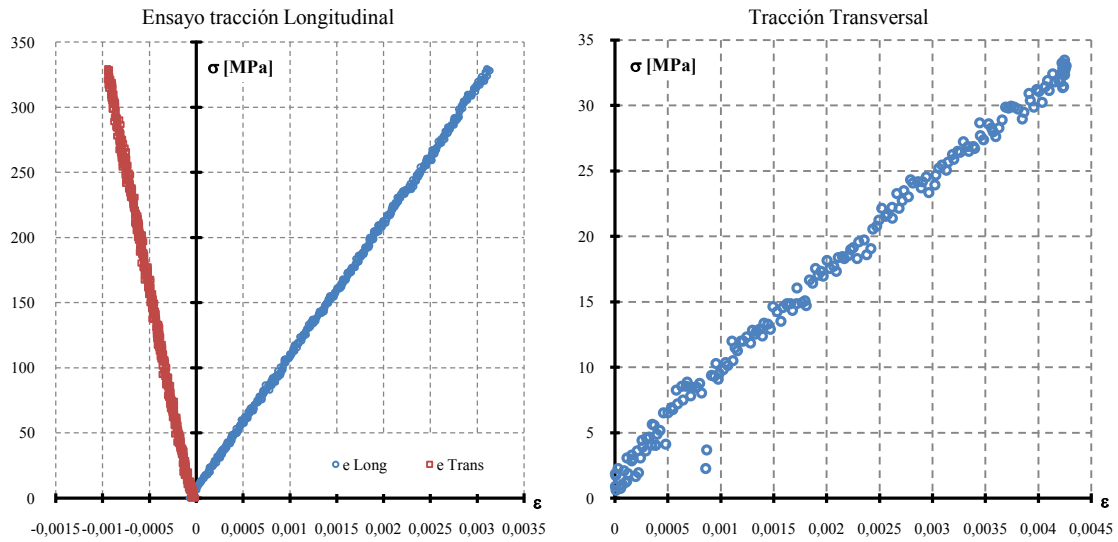 Ensayo tracción Longitudinal
350
300
250
200
150
100
50
0
σ [MPa]
e Long
e Trans
ε
-0,0015 -0,001 -0,0005 0 0,0005 0,001 0,0015 0,002 0,0025 0,003 0,0035
Tracción Transversal
35
30
25
20
15
10
5
0
σ [MPa]
ε
0 0,0005 0,001 0,0015 0,002 0,0025 0,003 0,0035 0,004 0,0045